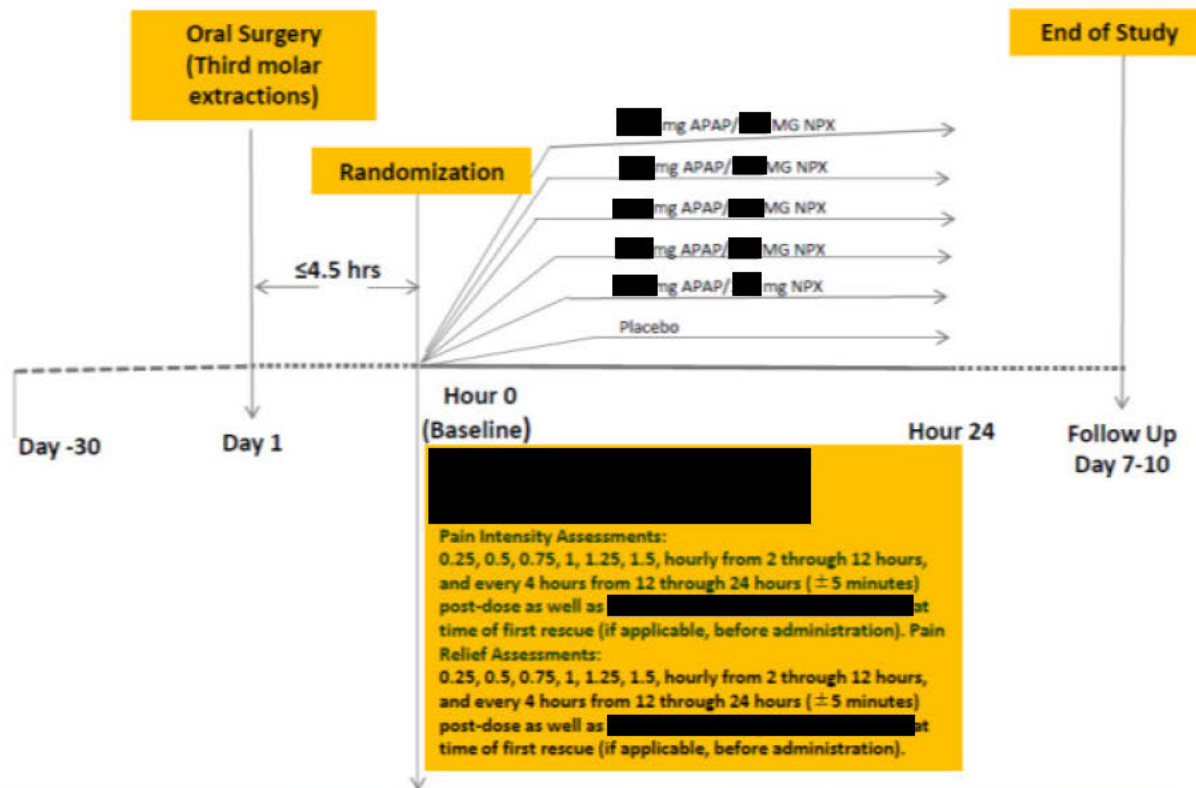 Oral Surgery
(Third molar
extractions)
End of Study
Randomization
mg APAP/ MG NPX
mg APAP/ MG NPX
mg APAP/ MG NPX
mg APAP/ MG NPX
mg APAP/ mg NPX
Placebo
≤4.5 hrs
Day -30
Day 1
Hour 0
(Baseline)
Hour 24
Follow Up
Day 7-10
Pain Intensity Assessments:
0.25, 0.5, 0.75, 1, 1.25, 1.5, hourly from 2 through 12 hours,
and every 4 hours from 12 through 24 hours (±5 minutes)
post-dose as well as at
time of first rescue (if applicable, before administration). Pain
Relief Assessments:
0.25, 0.5, 0.75, 1, 1.25, 1.5, hourly from 2 through 12 hours,
and every 4 hours from 12 through 24 hours (±5 minutes)
post-dose as well as at
time of first rescue (if applicable, before administration).